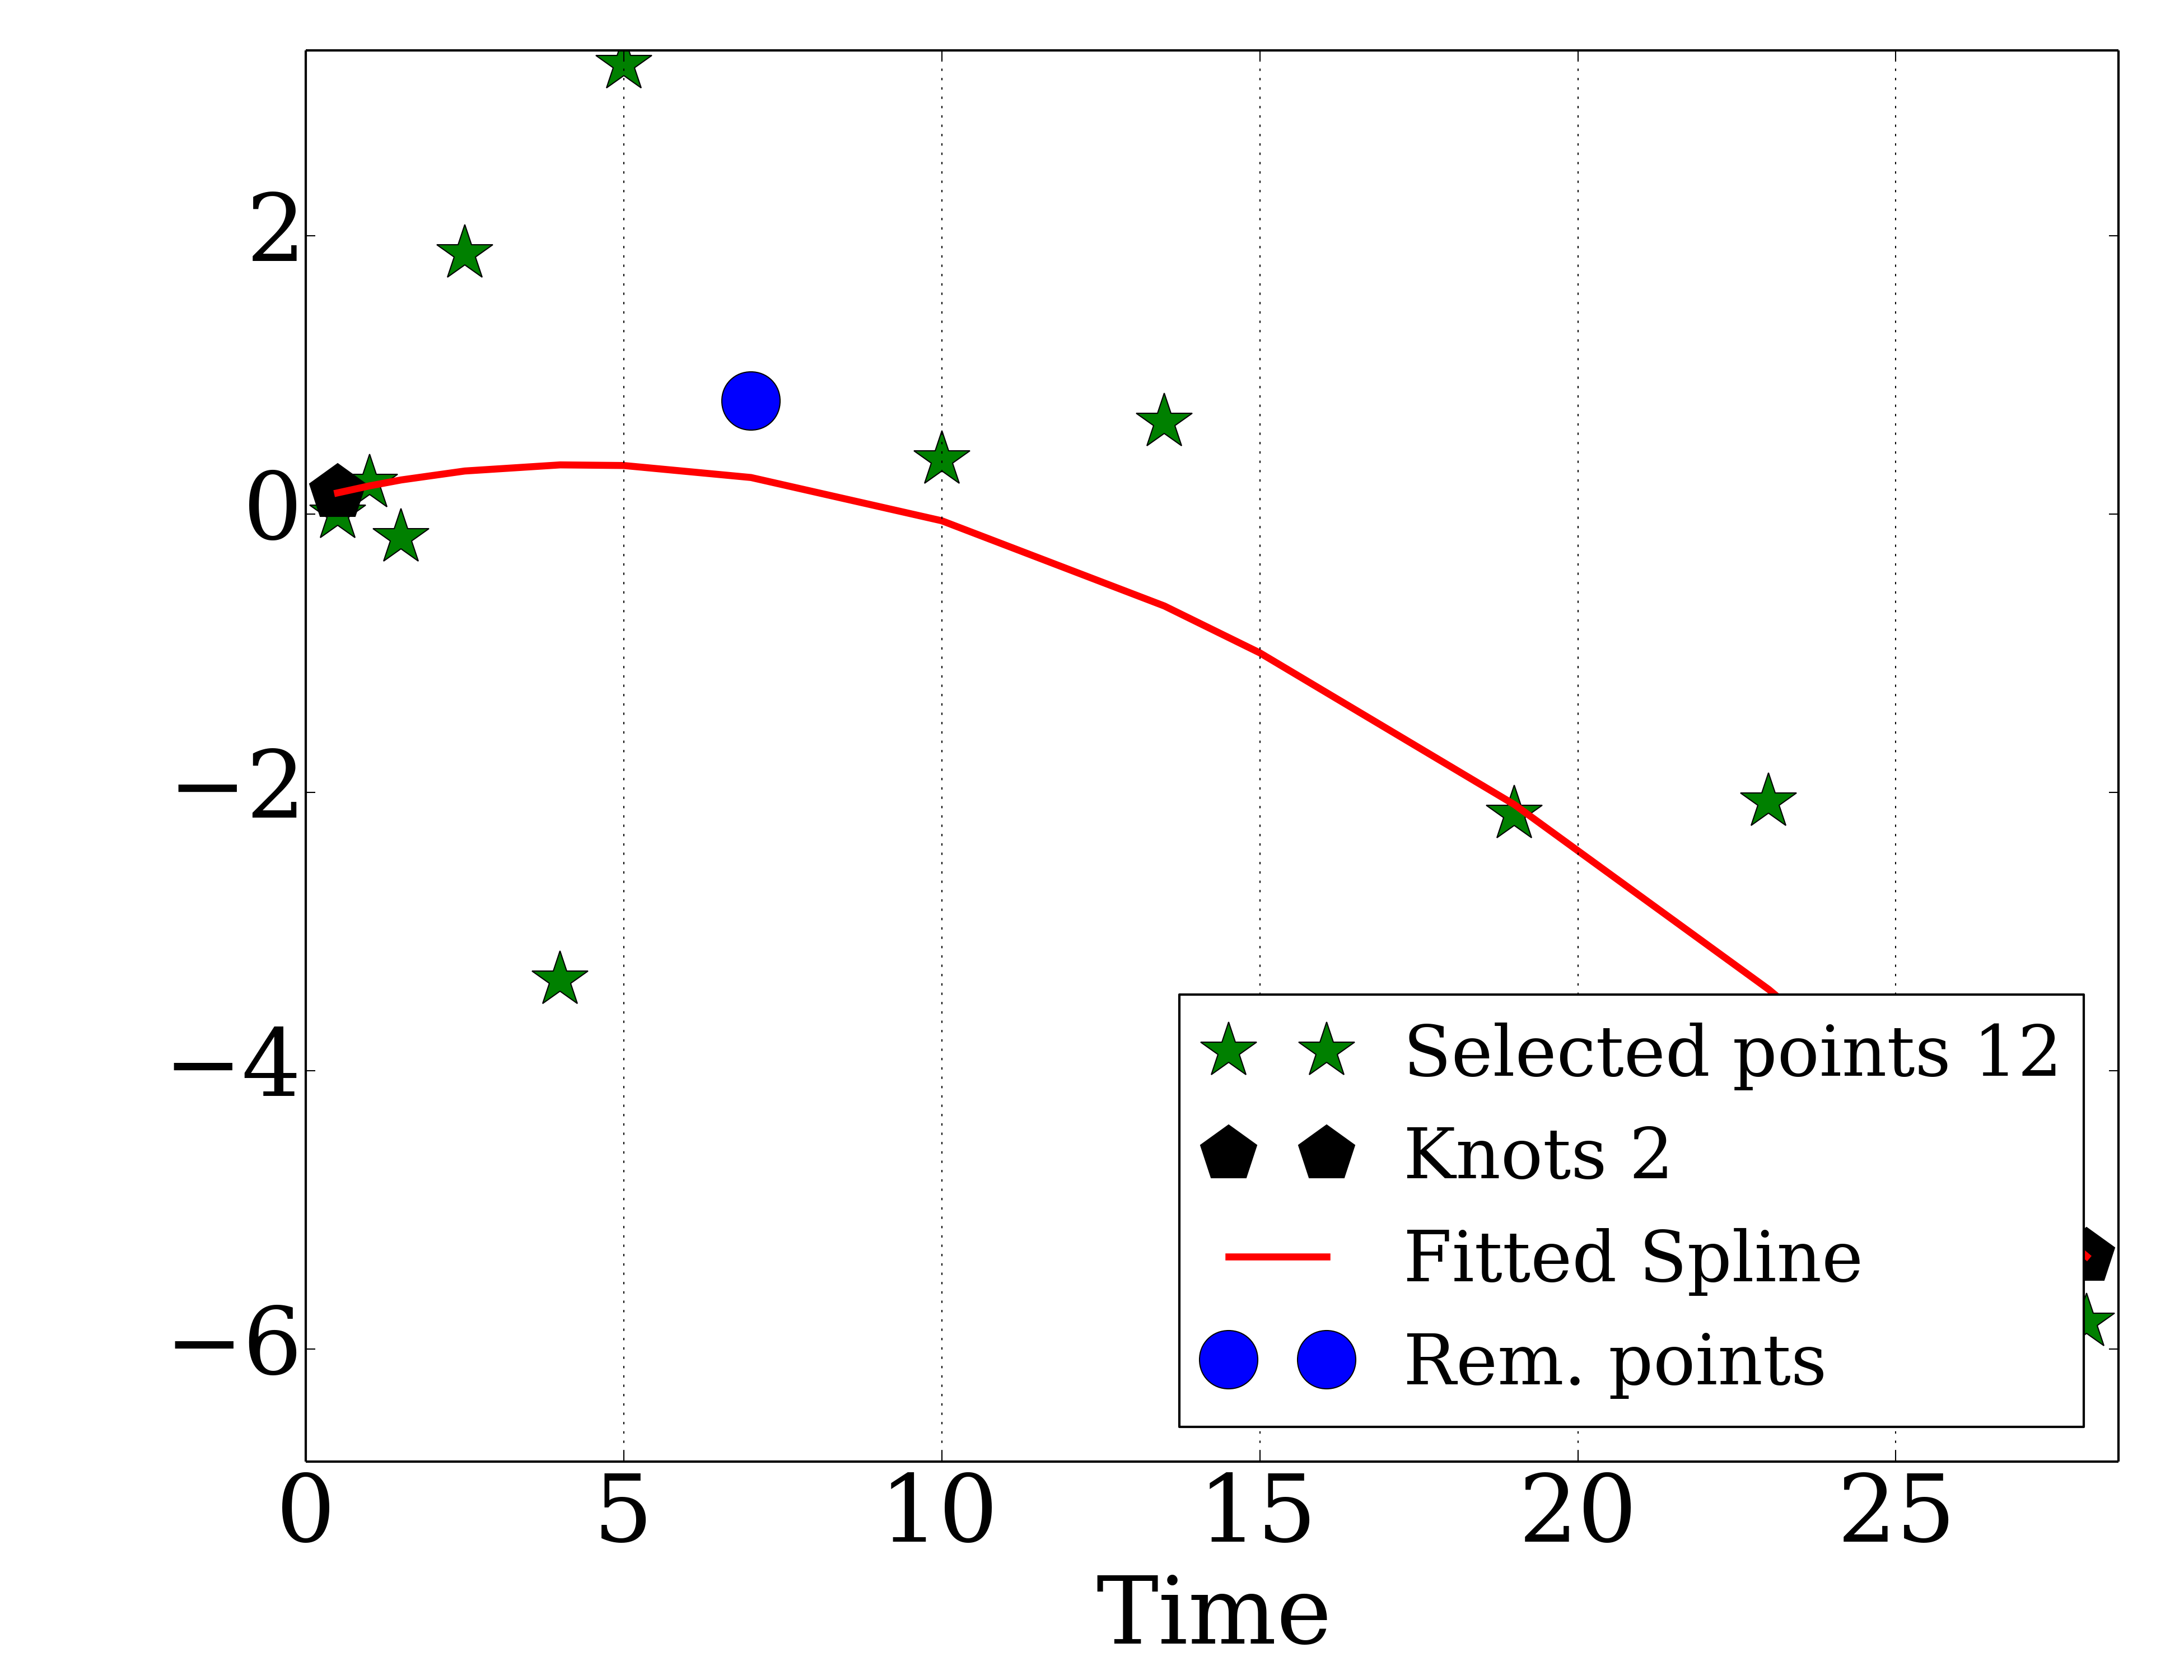 2
0
−2
−4
−6
Selected points 12
Knots 2
Fitted Spline
Rem. points
0 5 10 15 20 25
Time